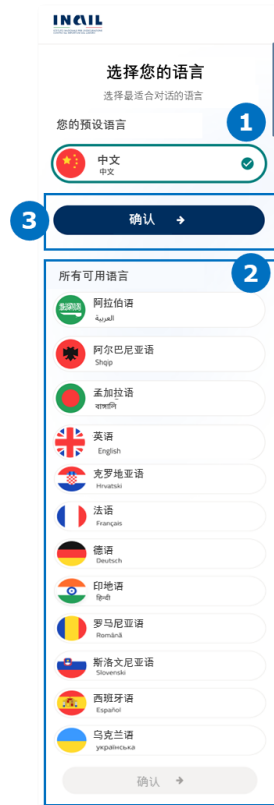 INAIL
选择您的语言
选择最适合对话的语言
您的预设语言
1
中文
中文
3
确认 →
所有可用语言
2
阿拉伯语
العربية
阿尔巴尼亚语
Shqip
孟加拉语
বাঙ্গালি
英语
English
克罗地亚语
Hrvatski
法语
Français
德语
Deutsch
印地语
हिन्दी
罗马尼亚语
Română
斯洛文尼亚语
Slovenski
西班牙语
Español
乌克兰语
українська
确认 →